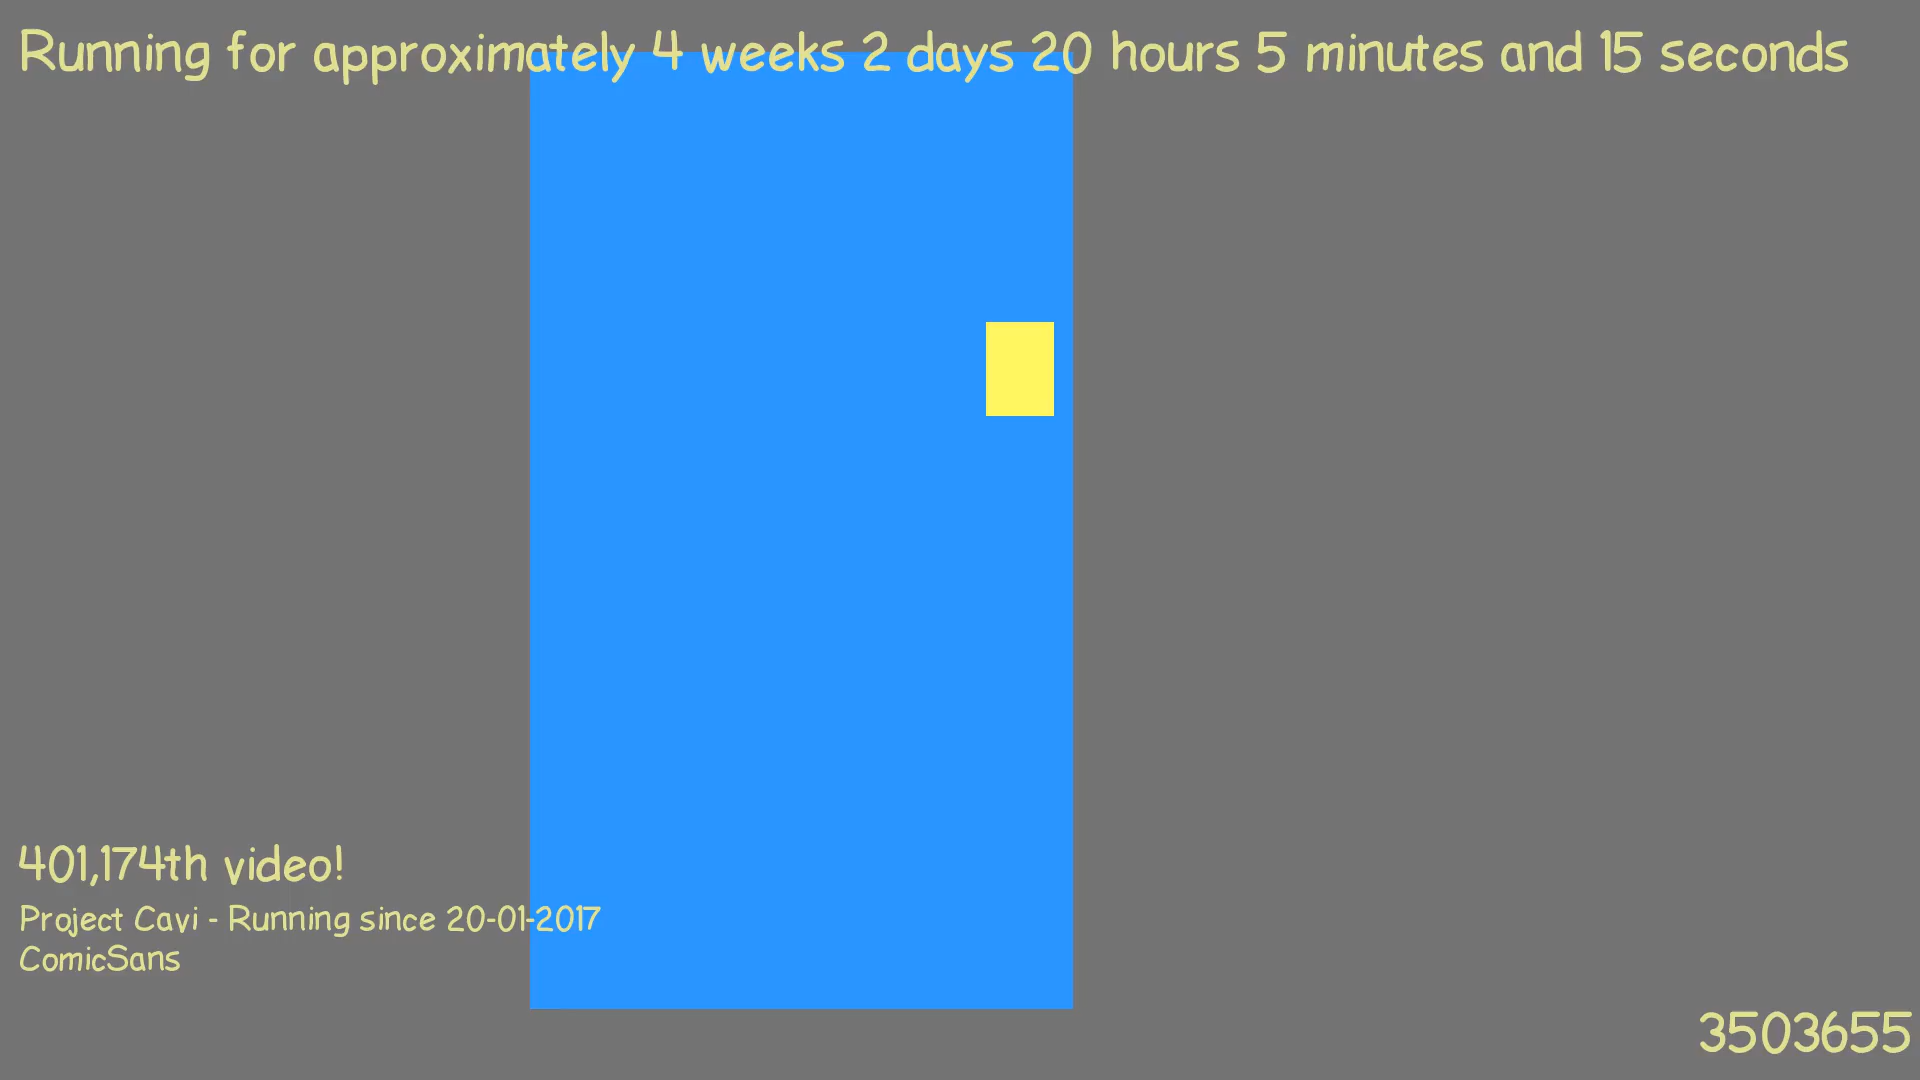 Running for approximately 4 weeks 2 days 20 hours 5 minutes and 15 seconds
401,174th video!
Project Cavi - Running since 20-01-2017
ComicSans
3503655